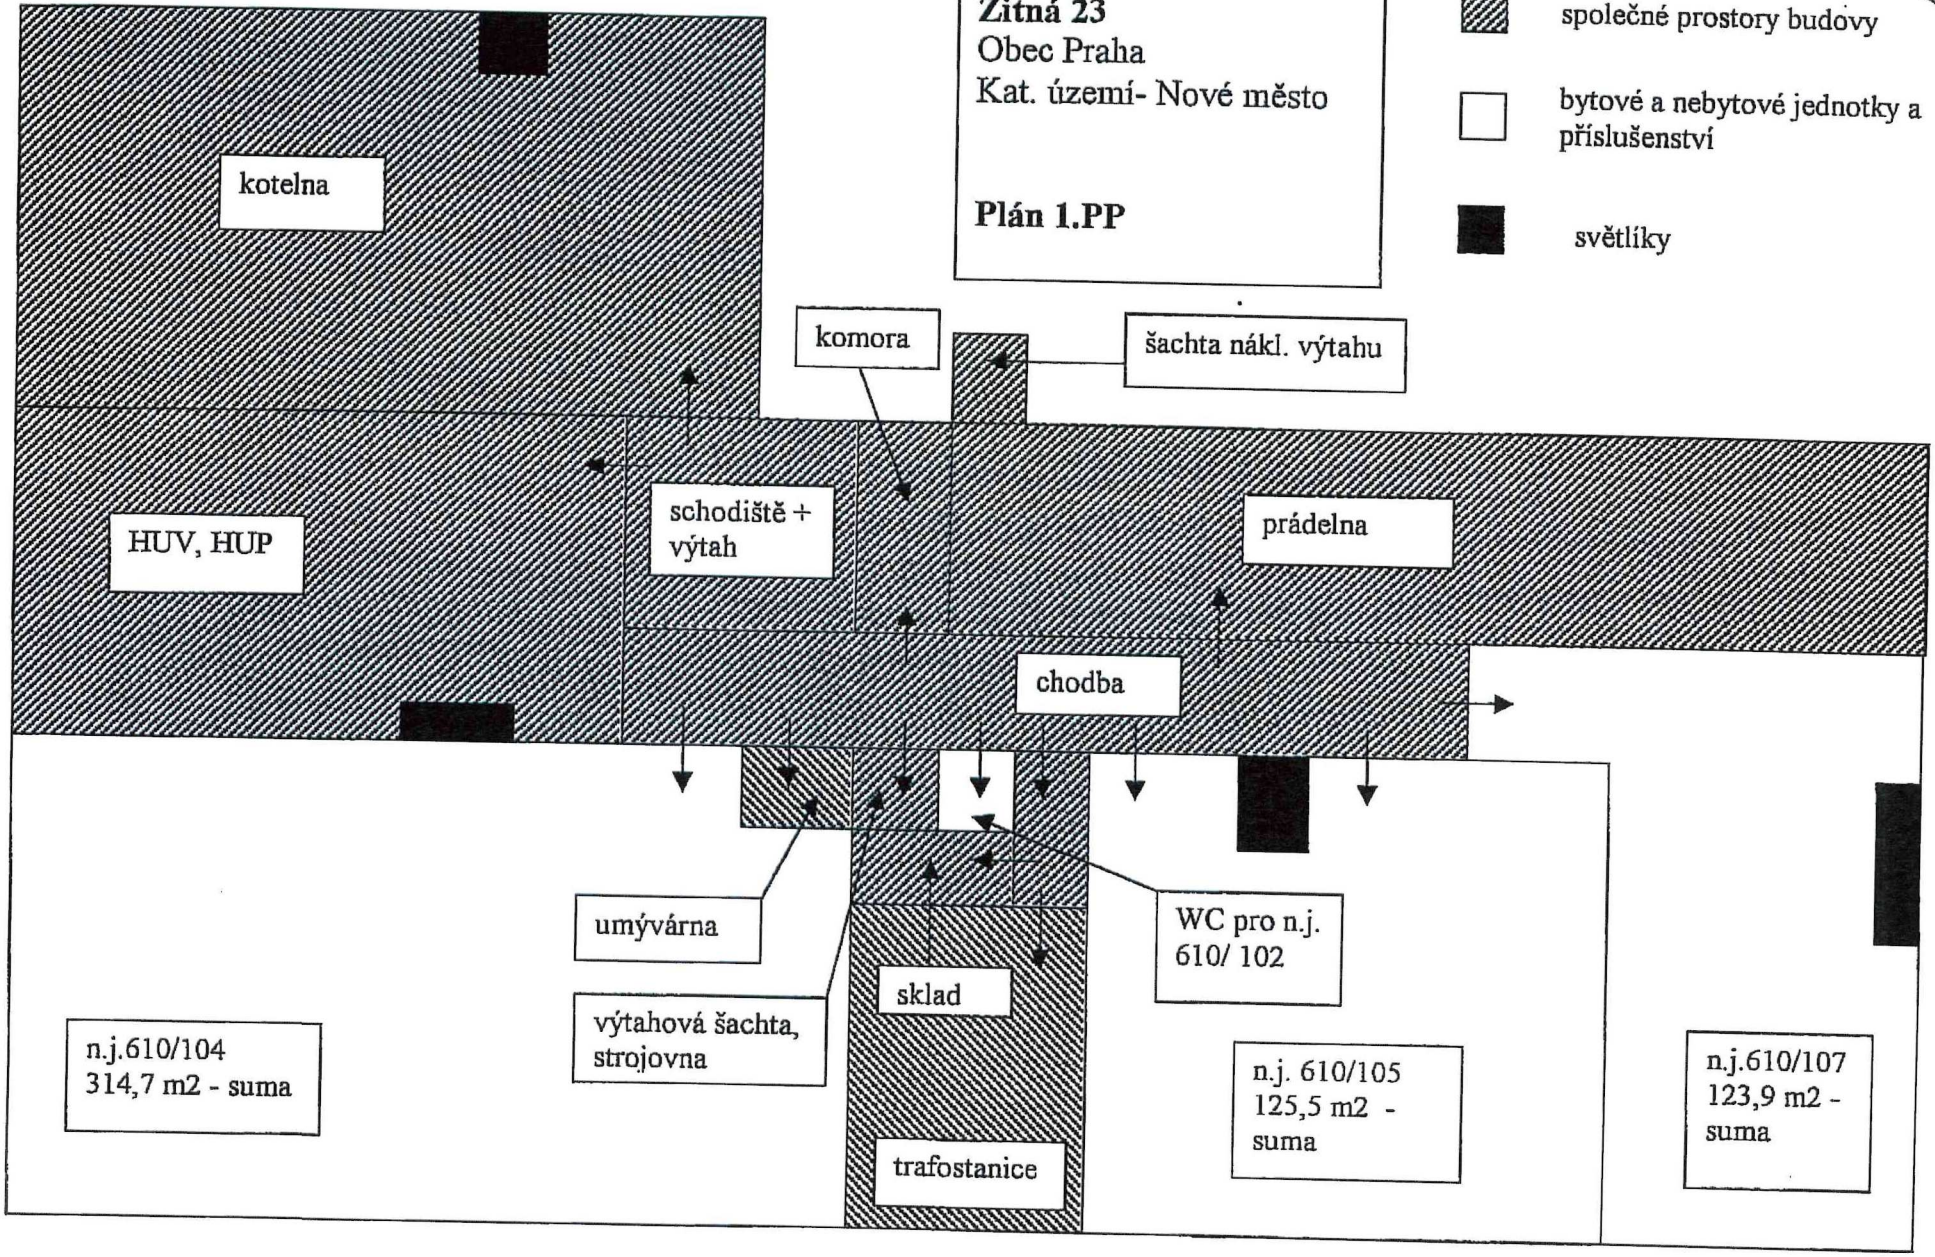 Žitná 23
Obec Praha
Kat. území- Nové město
Plán 1.PP
společné prostory budovy
bytové a nebytové jednotky a
příslušenství
světlíky
kotelna
komora
šachta nákl. výtahu
HUV, HUP
schodiště +
výtah
prádelna
chodba
umývárna
WC pro n.j.
610/ 102
sklad
výtahová šachta,
strojovna
n.j.610/104
314,7 m2 - suma
n.j. 610/105
125,5 m2 -
suma
n.j.610/107
123,9 m2 -
suma
trafostanice